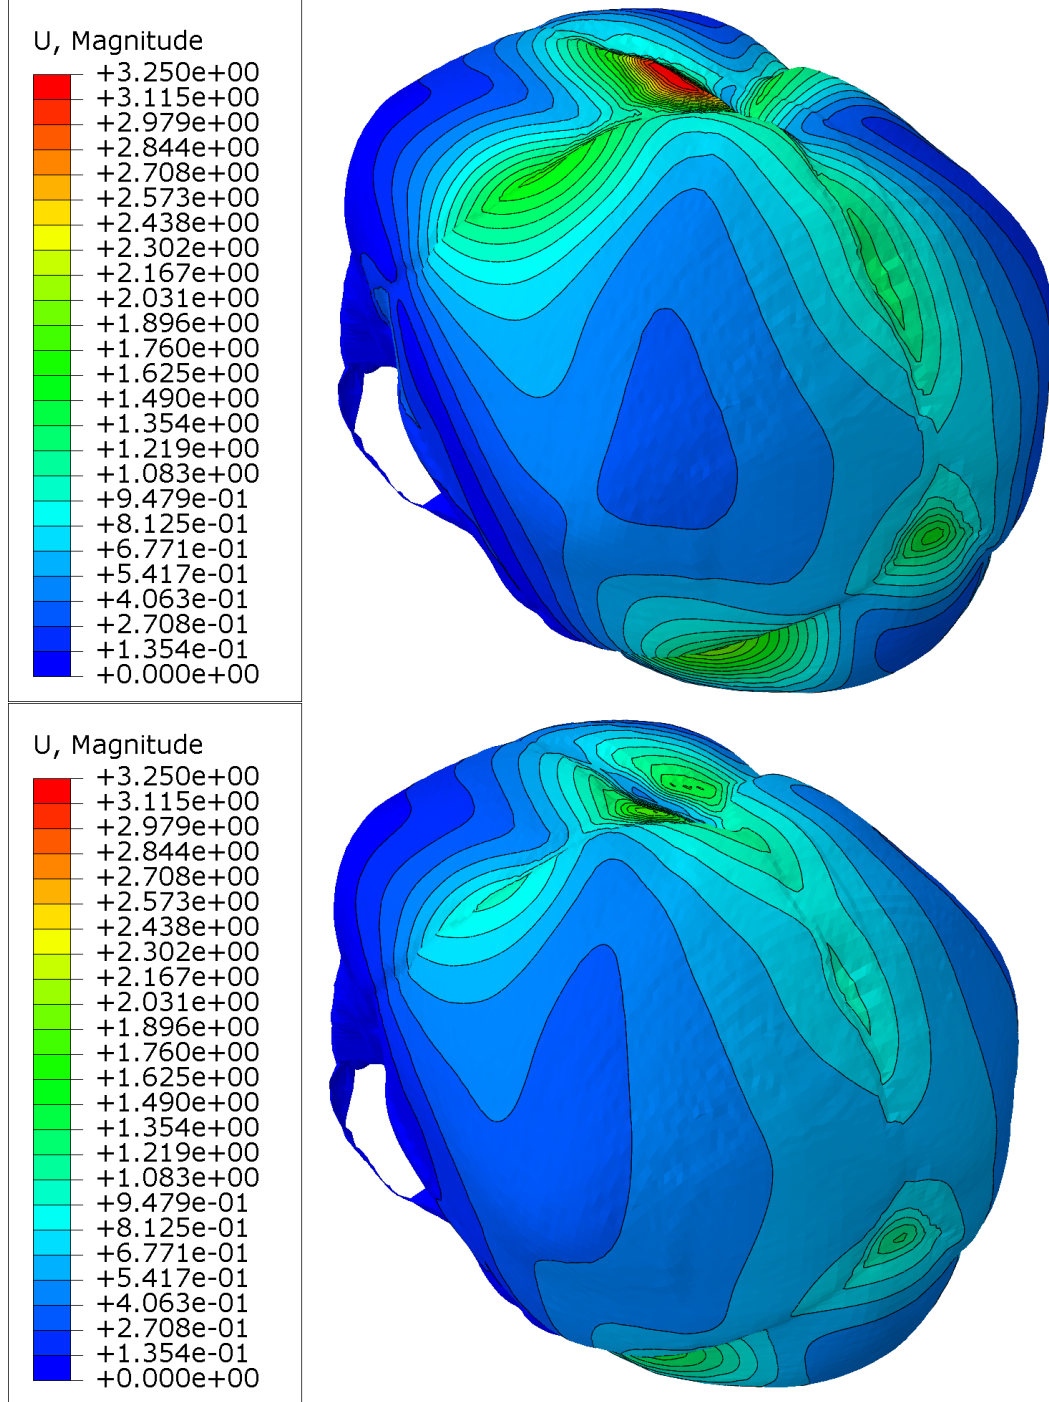 U, Magnitude
+3.250e+00
+3.115e+00
+2.979e+00
+2.844e+00
+2.708e+00
+2.573e+00
+2.438e+00
+2.302e+00
+2.167e+00
+2.031e+00
+1.896e+00
+1.760e+00
+1.625e+00
+1.490e+00
+1.354e+00
+1.219e+00
+1.083e+00
+9.479e-01
+8.125e-01
+6.771e-01
+5.417e-01
+4.063e-01
+2.708e-01
+1.354e-01
+0.000e+00
U, Magnitude
+3.250e+00
+3.115e+00
+2.979e+00
+2.844e+00
+2.708e+00
+2.573e+00
+2.438e+00
+2.302e+00
+2.167e+00
+2.031e+00
+1.896e+00
+1.760e+00
+1.625e+00
+1.490e+00
+1.354e+00
+1.219e+00
+1.083e+00
+9.479e-01
+8.125e-01
+6.771e-01
+5.417e-01
+4.063e-01
+2.708e-01
+1.354e-01
+0.000e+00